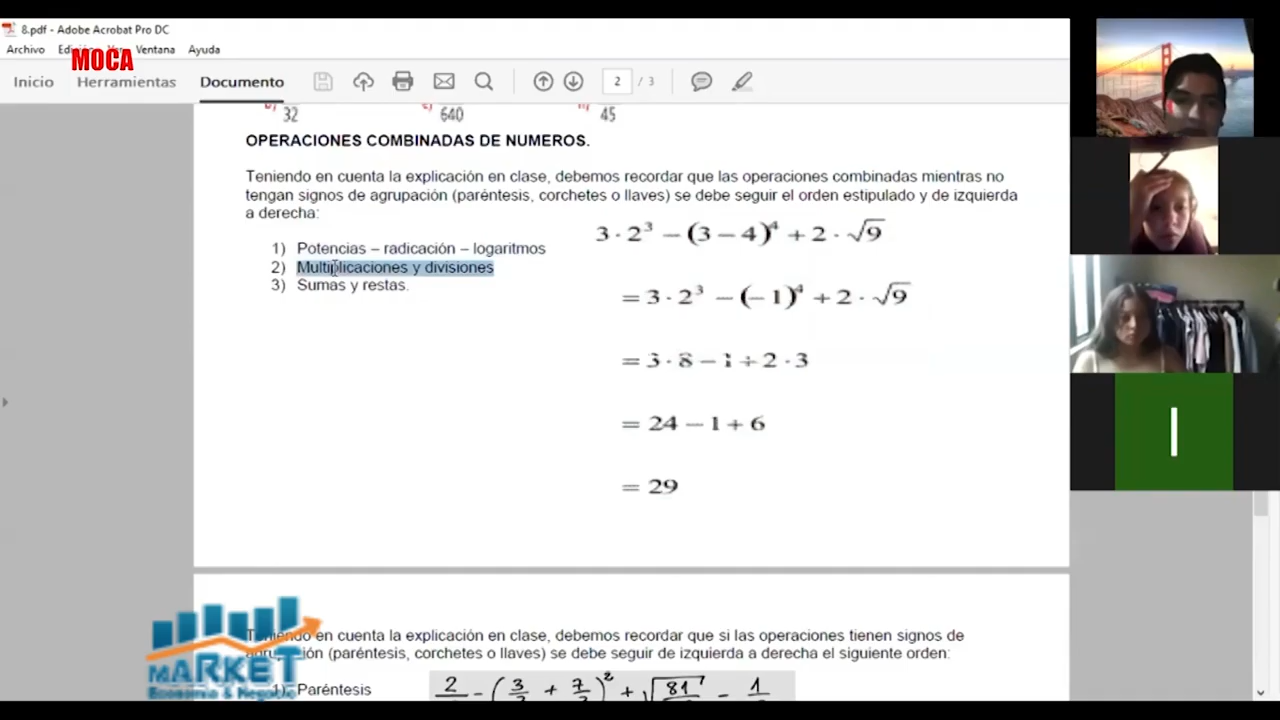 8.pdf - Adobe Acrobat Pro DC
Archivo Ventana Ayuda
MOCA
Inicio Herramientas Documento 2 / 3
32 640 45
OPERACIONES COMBINADAS DE NUMEROS.
Teniendo en cuenta la explicación en clase, debemos recordar que las operaciones combinadas mientras no
tengan signos de agrupación (paréntesis, corchetes o llaves) se debe seguir el orden estipulado y de izquierda
a derecha:
3 · 2³ − (3 − 4)⁴ + 2 · √9
1) Potencias – radicación – logaritmos
2) Multiplicaciones y divisiones
3) Sumas y restas.
= 3 · 2³ − (− 1)⁴ + 2 · √9
= 3 · 8 − 1 + 2 · 3
= 24 − 1 + 6
= 29
I
Teniendo en cuenta la explicación en clase, debemos recordar que si las operaciones tienen signos de
agrupación (paréntesis, corchetes o llaves) se debe seguir de izquierda a derecha el siguiente orden:
MARKET
Economía & Negocio
1) Paréntesis